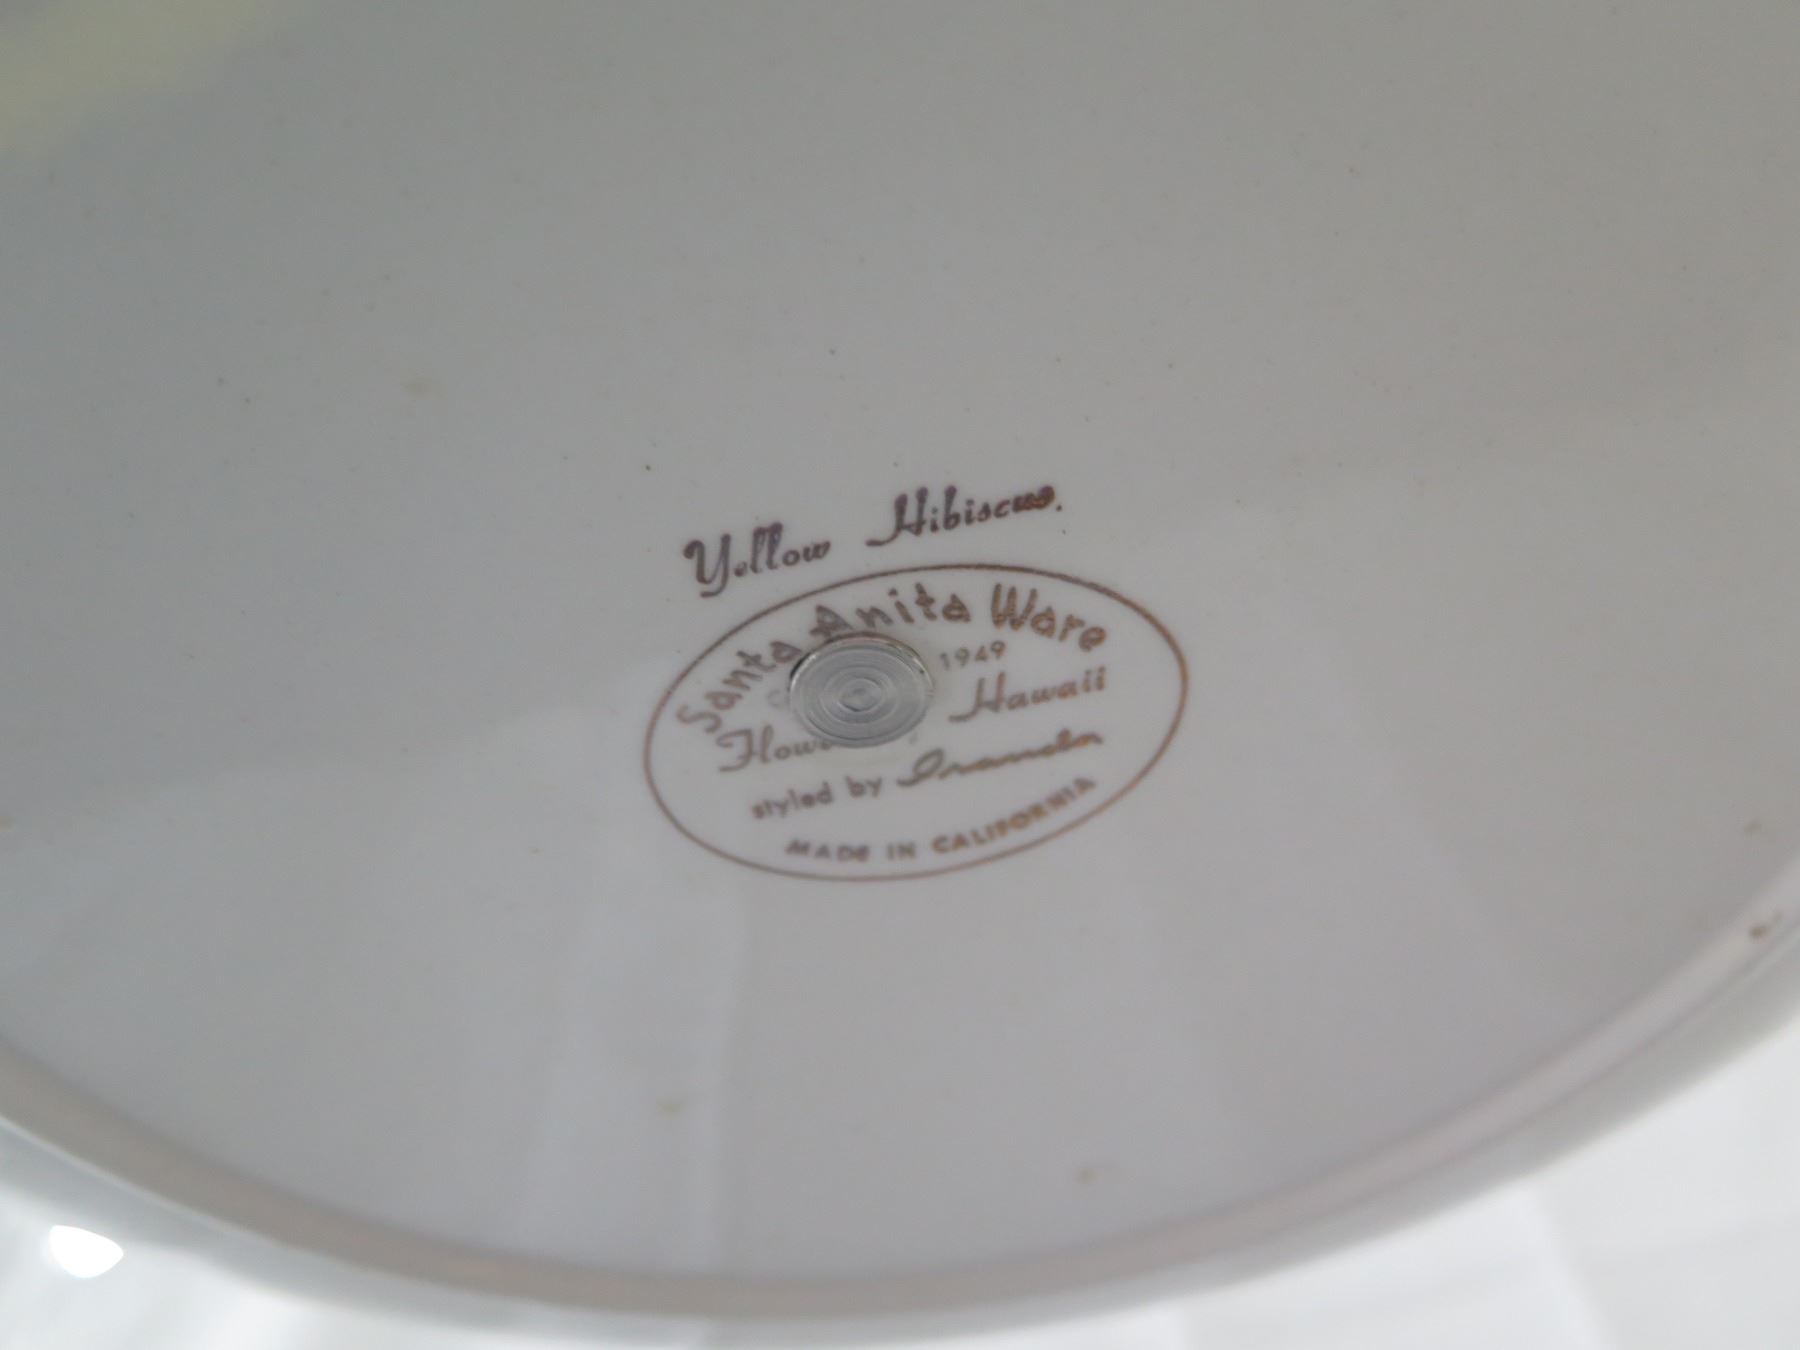 Yellow Hibiscus.
Santa Anita Ware
1949
Hawaii
styled by
MADE IN CALIFORNIA